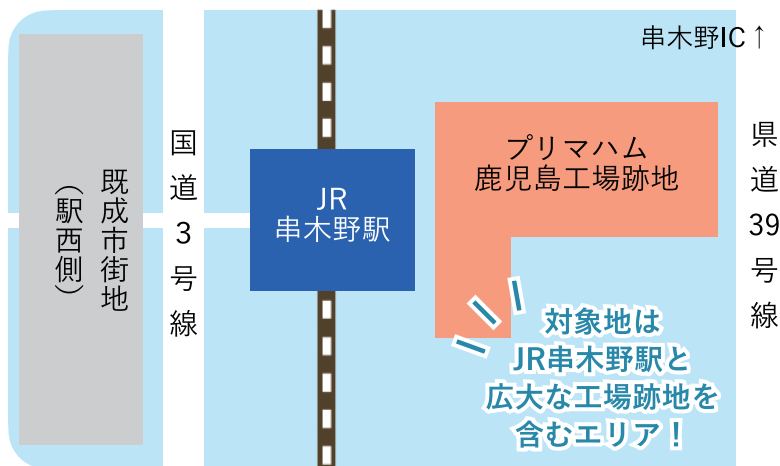 串木野IC↑
既成市街地
（駅西側）
国道3号線
JR
串木野駅
プリマハム
鹿児島工場跡地
県道39号線
対象地は
JR串木野駅と
広大な工場跡地を
含むエリア！